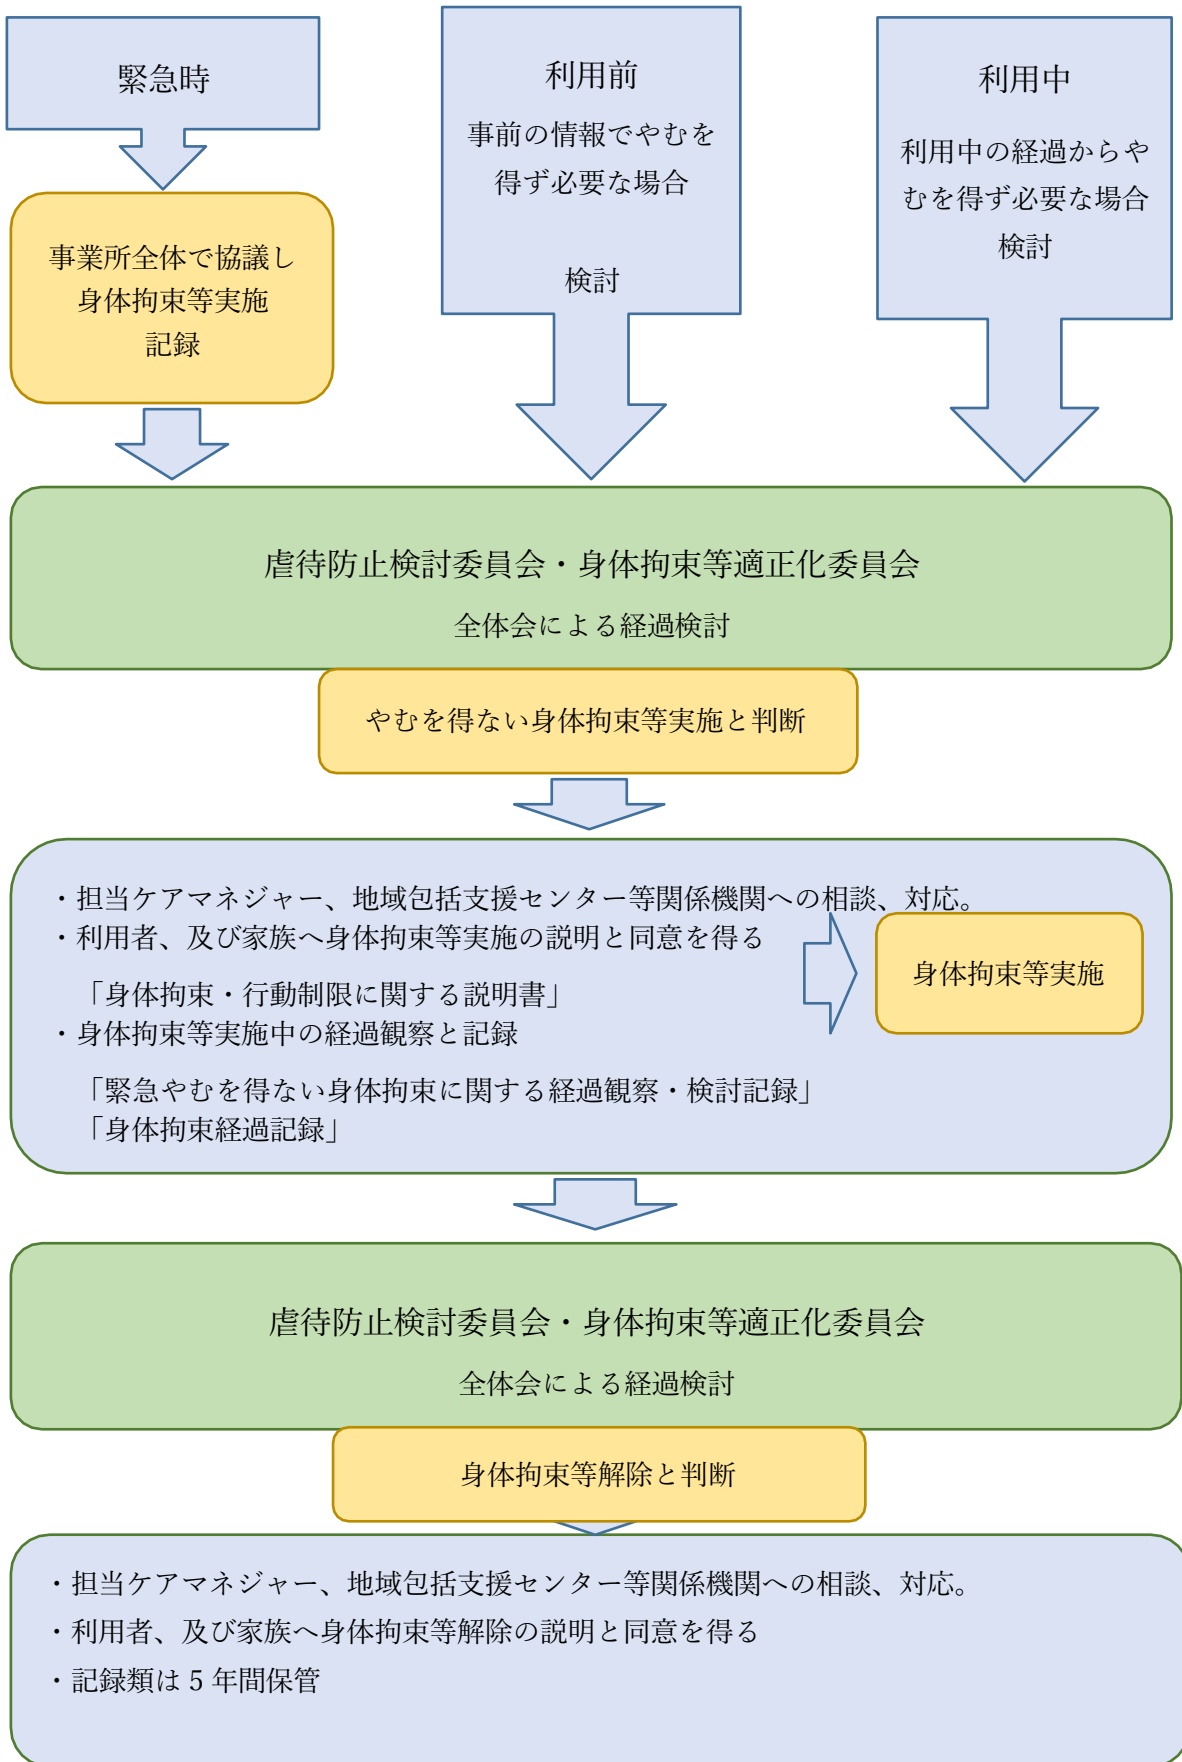 緊急時
事業所全体で協議し
身体拘束等実施
記録
利用前
事前の情報でやむを
得ず必要な場合
検討
利用中
利用中の経過からや
むを得ず必要な場合
検討
虐待防止検討委員会・身体拘束等適正化委員会
全体会による経過検討
やむを得ない身体拘束等実施と判断
・担当ケアマネジャー、地域包括支援センター等関係機関への相談、対応。
・利用者、及び家族へ身体拘束等実施の説明と同意を得る
「身体拘束・行動制限に関する説明書」
・身体拘束等実施中の経過観察と記録
「緊急やむを得ない身体拘束に関する経過観察・検討記録」
「身体拘束経過記録」
身体拘束等実施
虐待防止検討委員会・身体拘束等適正化委員会
全体会による経過検討
身体拘束等解除と判断
・担当ケアマネジャー、地域包括支援センター等関係機関への相談、対応。
・利用者、及び家族へ身体拘束等解除の説明と同意を得る
・記録類は 5 年間保管